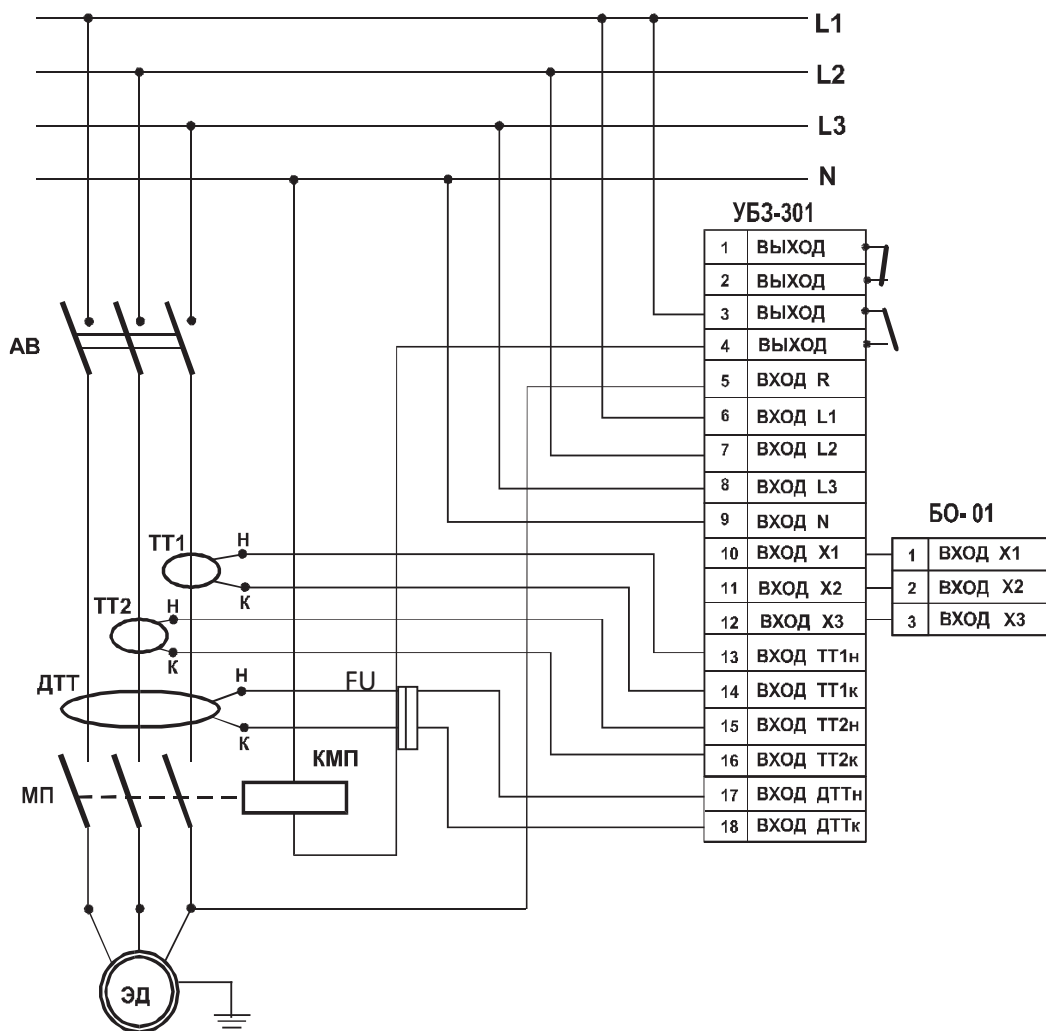 L1
L2
L3
N
УБЗ-301
1 ВЫХОД
2 ВЫХОД
3 ВЫХОД
АВ
4 ВЫХОД
5 ВХОД R
6 ВХОД L1
7 ВХОД L2
8 ВХОД L3
БО-01
9 ВХОД N
ТТ1 Н
10 ВХОД X1
1 ВХОД X1
К
11 ВХОД X2
2 ВХОД X2
ТТ2 Н
12 ВХОД X3
3 ВХОД X3
К
13 ВХОД ТТ1н
ДТТ Н
FU
14 ВХОД ТТ1к
15 ВХОД ТТ2н
К
КМП
16 ВХОД ТТ2к
МП
17 ВХОД ДТТн
18 ВХОД ДТТк
ЭД